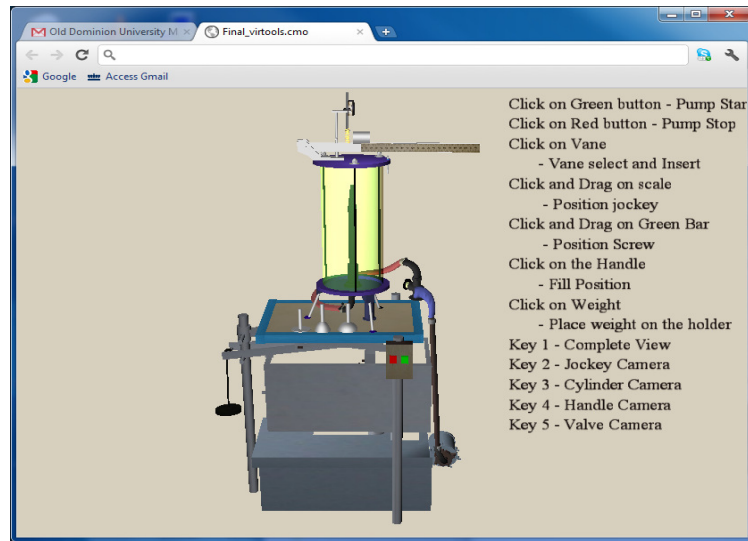 Old Dominion University M
Final_virtools.cmo
Google Access Gmail
Click on Green button - Pump Star
Click on Red button - Pump Stop
Click on Vane
- Vane select and Insert
Click and Drag on scale
- Position jockey
Click and Drag on Green Bar
- Position Screw
Click on the Handle
- Fill Position
Click on Weight
- Place weight on the holder
Key 1 - Complete View
Key 2 - Jockey Camera
Key 3 - Cylinder Camera
Key 4 - Handle Camera
Key 5 - Valve Camera